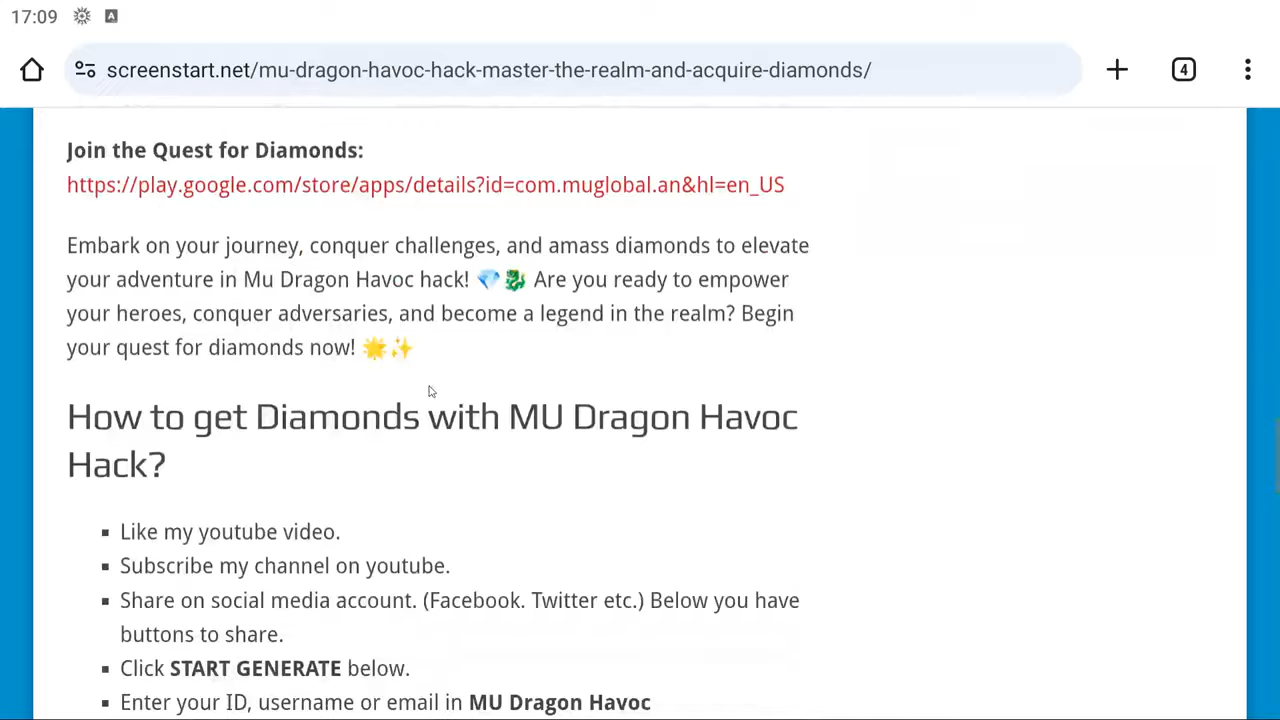 17:09
screenstart.net/mu-dragon-havoc-hack-master-the-realm-and-acquire-diamonds/
4
Join the Quest for Diamonds:
https://play.google.com/store/apps/details?id=com.muglobal.an&hl=en_US
Embark on your journey, conquer challenges, and amass diamonds to elevate
your adventure in Mu Dragon Havoc hack! 💎🐉 Are you ready to empower
your heroes, conquer adversaries, and become a legend in the realm? Begin
your quest for diamonds now! 🌟✨
How to get Diamonds with MU Dragon Havoc
Hack?
▪ Like my youtube video.
▪ Subscribe my channel on youtube.
▪ Share on social media account. (Facebook. Twitter etc.) Below you have
buttons to share.
▪ Click START GENERATE below.
▪ Enter your ID, username or email in MU Dragon Havoc